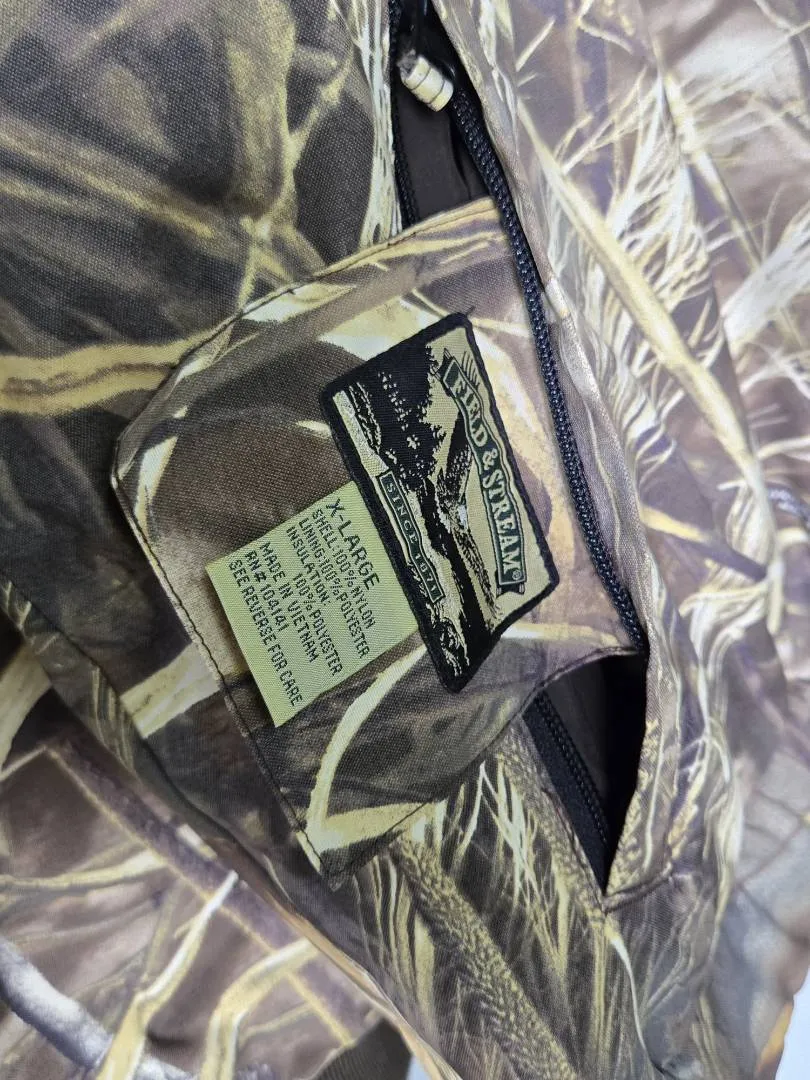 FIELD & STREAM®
SINCE 1871
X-LARGE
SHELL:100% NYLON
LINING:100% POLYESTER
INSULATION:
100% POLYESTER
MADE IN VIETNAM
RN# 104141
SEE REVERSE FOR CARE